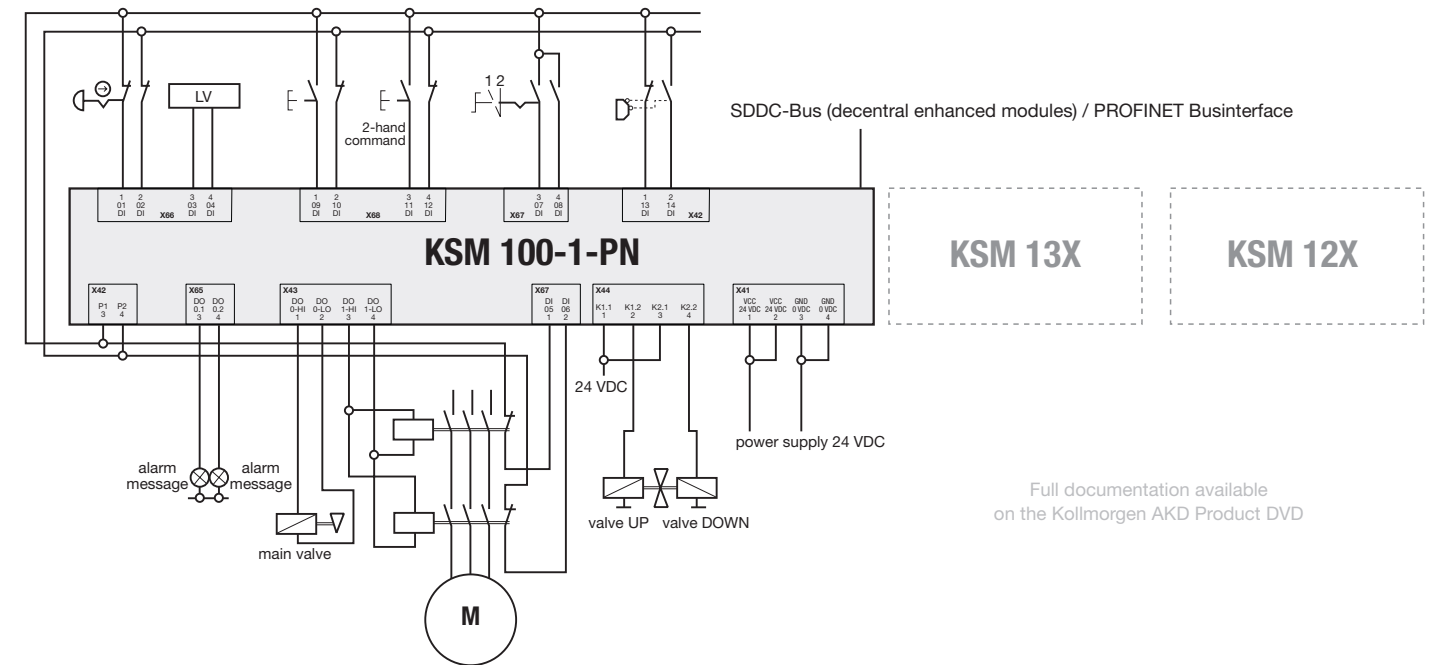 1 2
LV
2-hand
command
SDDC-Bus (decentral enhanced modules) / PROFINET Businterface
1 2 3 4
01 02 03 04
DI DI X66 DI DI
1 2 3 4
09 10 11 12
DI DI X68 DI DI
3 4
07 08
X67 DI DI
1 2
13 14
DI DI X42
KSM 100-1-PN
KSM 13X
KSM 12X
X42
P1 P2
3 4
X65
DO DO
0.1 0.2
3 4
X43
DO DO DO DO
0-HI 0-LO 1-HI 1-LO
1 2 3 4
X67
DI DI
05 06
1 2
X44
K1.1 K1.2 K2.1 K2.2
1 2 3 4
X41
VCC VCC GND GND
24 VDC 24 VDC 0 VDC 0 VDC
1 2 3 4
24 VDC
power supply 24 VDC
alarm
message
alarm
message
main valve
valve UP
valve DOWN
M
Full documentation available
on the Kollmorgen AKD Product DVD